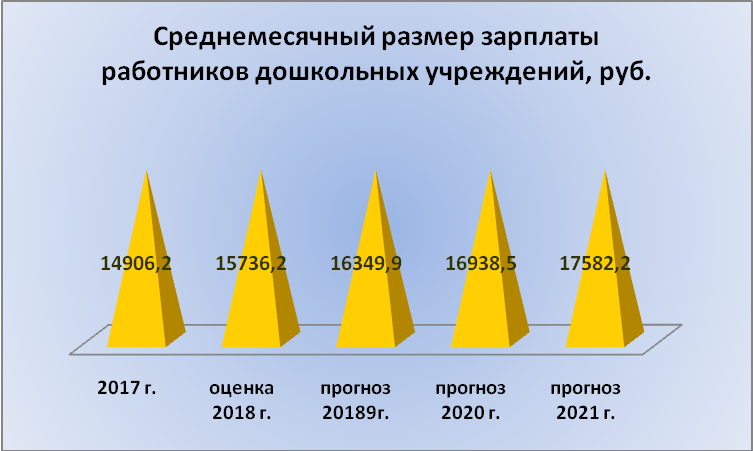 Среднемесячный размер зарплаты
работников дошкольных учреждений, руб.
14906,2 15736,2 16349,9 16938,5 17582,2
2017 г. оценка прогноз прогноз прогноз
2018 г. 20189г. 2020 г. 2021 г.